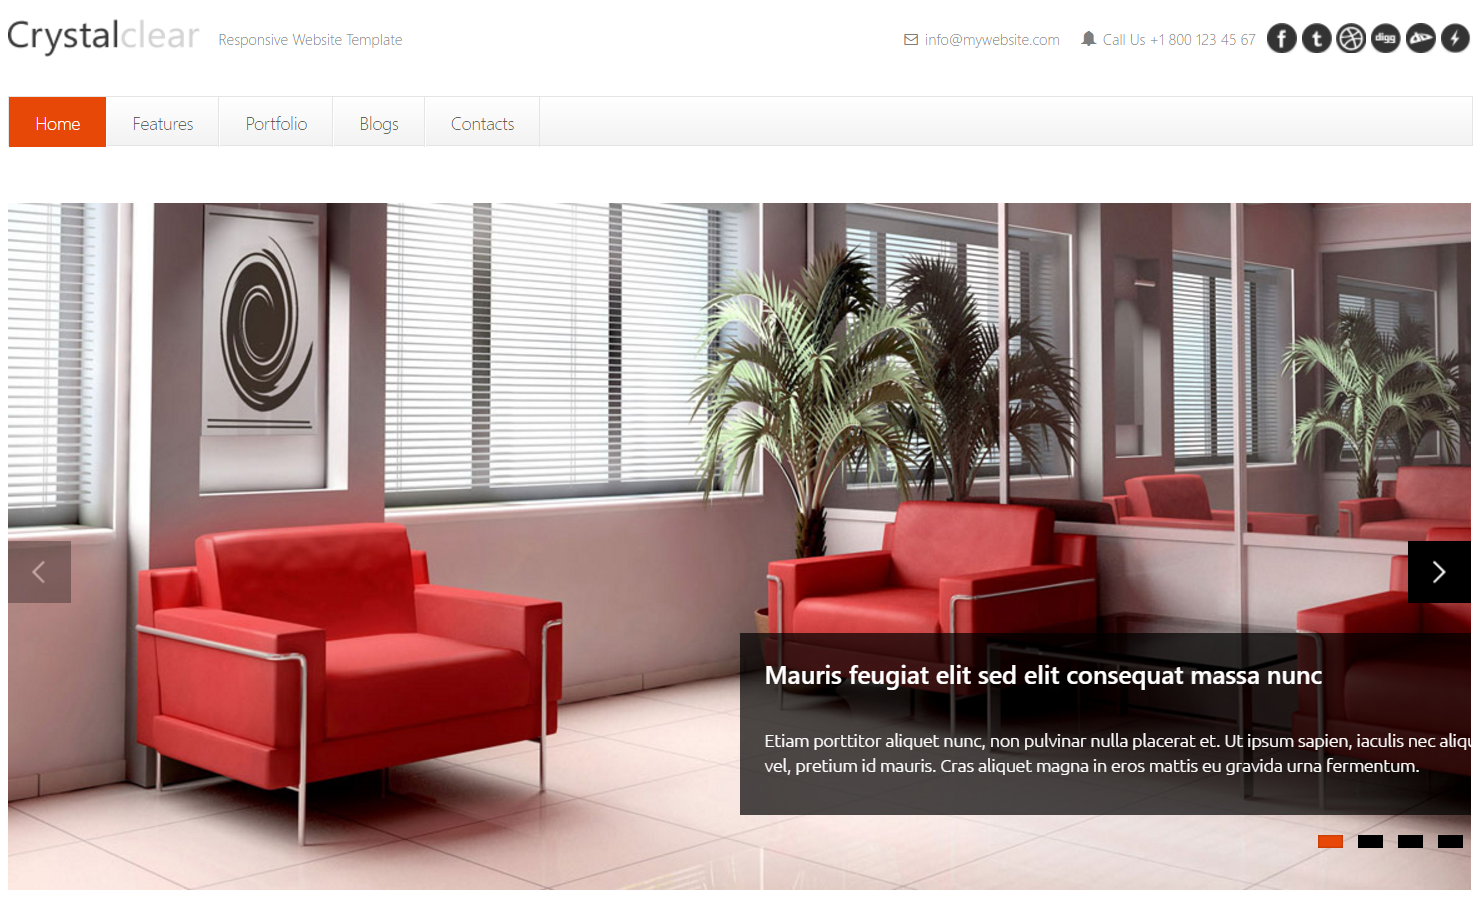 Crystalclear
Responsive Website Template
info@mywebsite.com
Call Us +1 800 123 45 67
digg
Home
Features
Portfolio
Blogs
Contacts
Mauris feugiat elit sed elit consequat massa nunc
Etiam porttitor aliquet nunc, non pulvinar nulla placerat et. Ut ipsum sapien, iaculis nec
vel, pretium id mauris. Cras aliquet magna in eros mattis eu gravida urna fermentum.